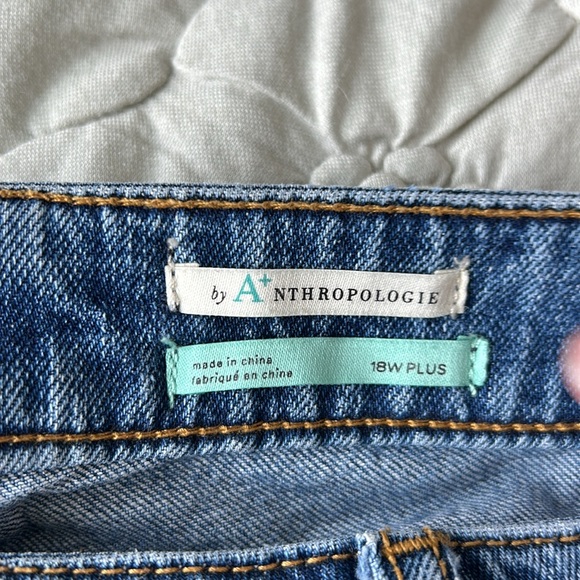 by A+NTHROPOLOGIE
made in china
fabriqué en chine
18W PLUS